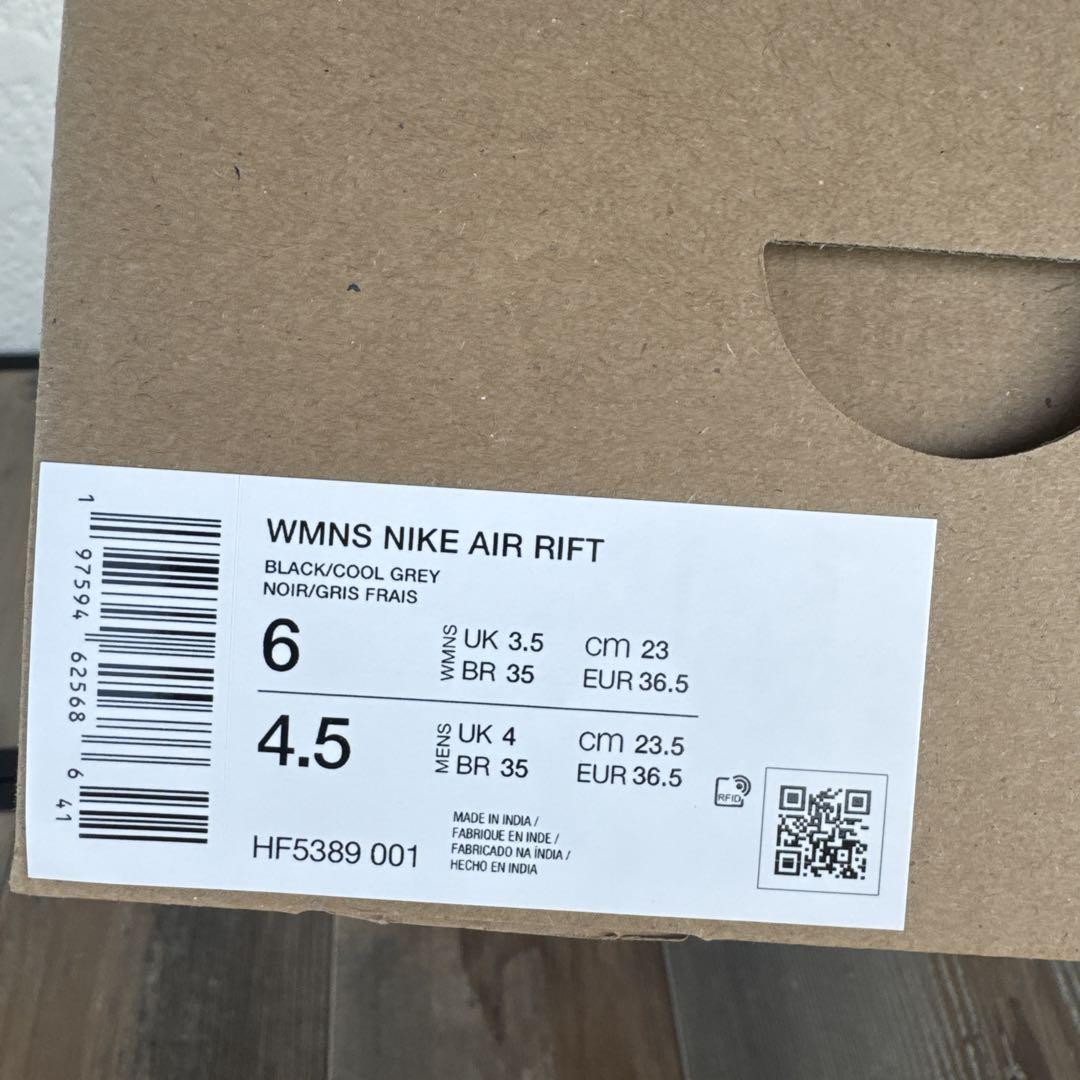 WMNS NIKE AIR RIFT
BLACK/COOL GREY
NOIR/GRIS FRAIS
6
WMNS
UK 3.5 cm 23
BR 35 EUR 36.5
4.5
MENS
UK 4 cm 23.5
BR 35 EUR 36.5
RFID
MADE IN INDIA /
FABRIQUE EN INDE /
FABRICADO NA ÍNDIA /
HECHO EN INDIA
HF5389 001
1 97594 62568 6 41